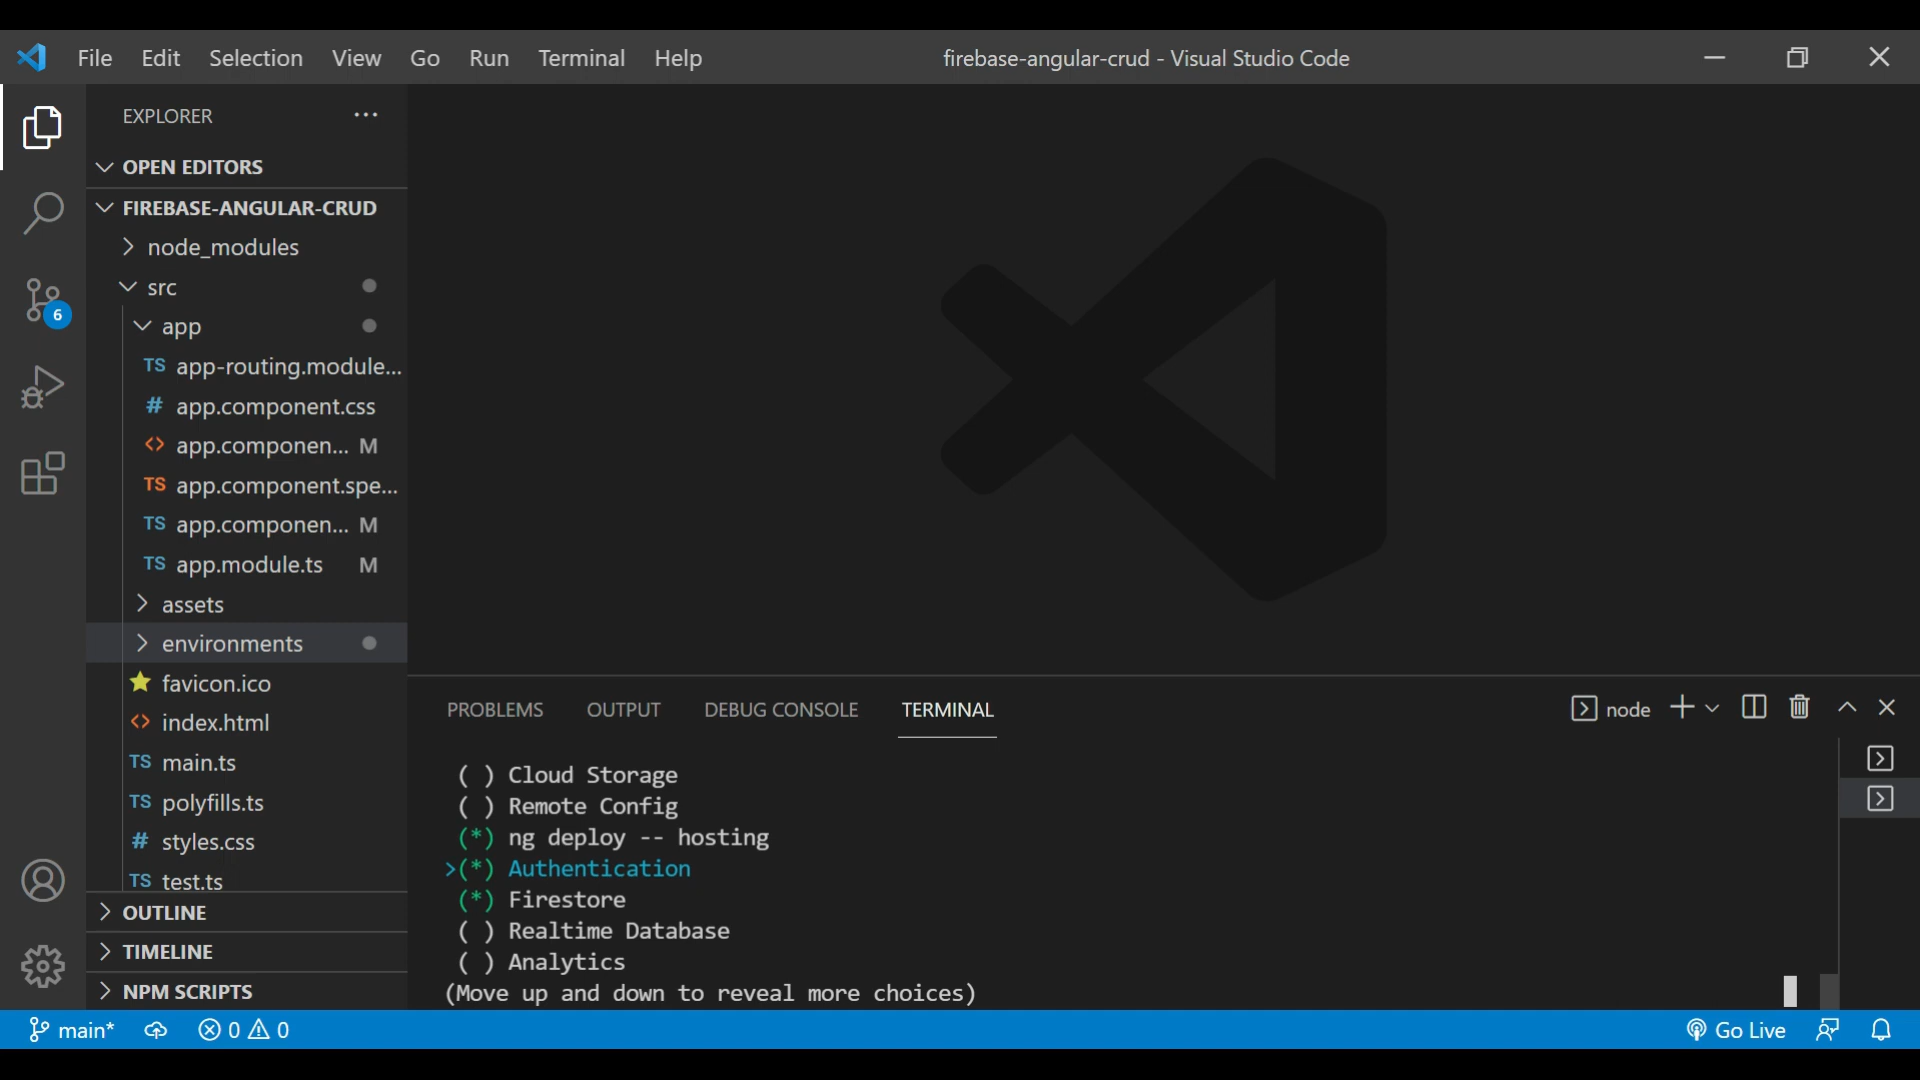 File Edit Selection View Go Run Terminal Help firebase-angular-crud - Visual Studio Code
EXPLORER ...
OPEN EDITORS
FIREBASE-ANGULAR-CRUD
node_modules
src
app
TS app-routing.module...
# app.component.css
<> app.componen... M
TS app.component.spe...
TS app.componen... M
TS app.module.ts M
assets
environments
favicon.ico
<> index.html
TS main.ts
TS polyfills.ts
# styles.css
TS test.ts
OUTLINE
TIMELINE
NPM SCRIPTS
6
PROBLEMS OUTPUT DEBUG CONSOLE TERMINAL node
( ) Cloud Storage
( ) Remote Config
(*) ng deploy -- hosting
>(*) Authentication
(*) Firestore
( ) Realtime Database
( ) Analytics
(Move up and down to reveal more choices)
main* 0 0 Go Live